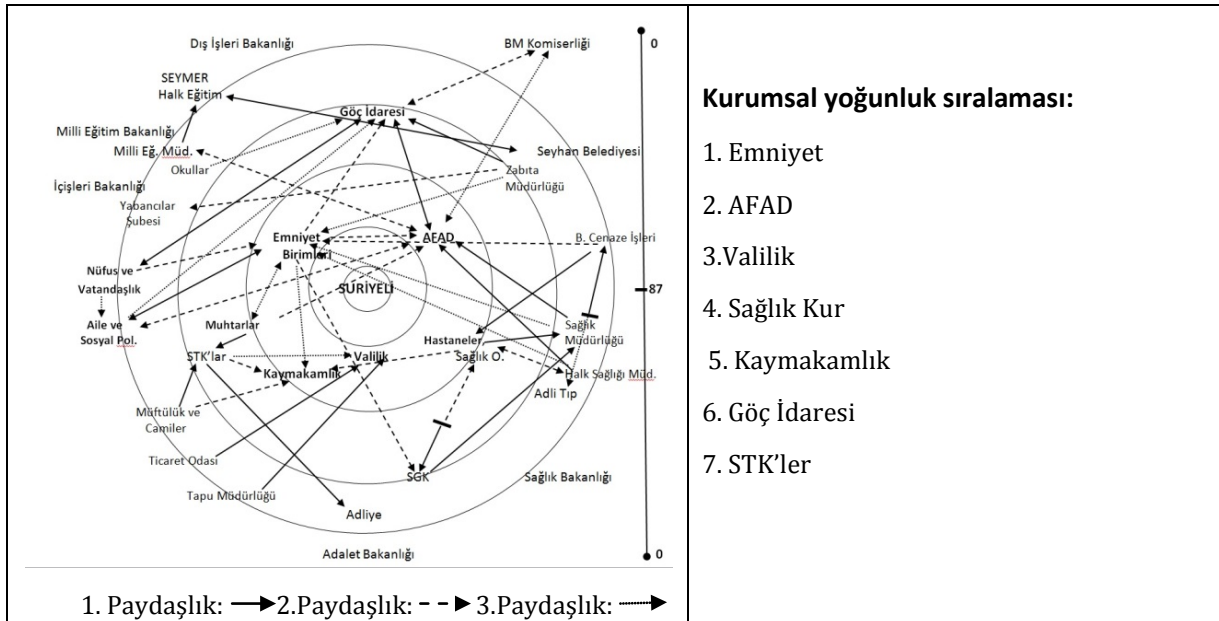 Dış İşleri Bakanlığı
BM Komiserliği
0
SEYMER
Halk Eğitim
Göç İdaresi
Milli Eğitim Bakanlığı
Milli Eğ. Müd.
Seyhan Belediyesi
Okullar
Zabıta
Müdürlüğü
İçişleri Bakanlığı
Yabancılar
Şubesi
Emniyet
Birimleri
AFAD
B. Cenaze İşleri
Nüfus ve
Vatandaşlık
SURİYELİ
87
Aile ve
Sosyal Pol.
Muhtarlar
Hastaneler
Sağlık O.
Sağlık
Müdürlüğü
STK'lar
Valilik
Kaymakamlık
Halk Sağlığı Müd.
Adli Tıp
Müftülük ve
Camiler
Ticaret Odası
SGK
Sağlık Bakanlığı
Tapu Müdürlüğü
Adliye
Adalet Bakanlığı
0
1. Paydaşlık: 2.Paydaşlık: 3.Paydaşlık:
Kurumsal yoğunluk sıralaması:
1. Emniyet
2. AFAD
3.Valilik
4. Sağlık Kur
5. Kaymakamlık
6. Göç İdaresi
7. STK'ler